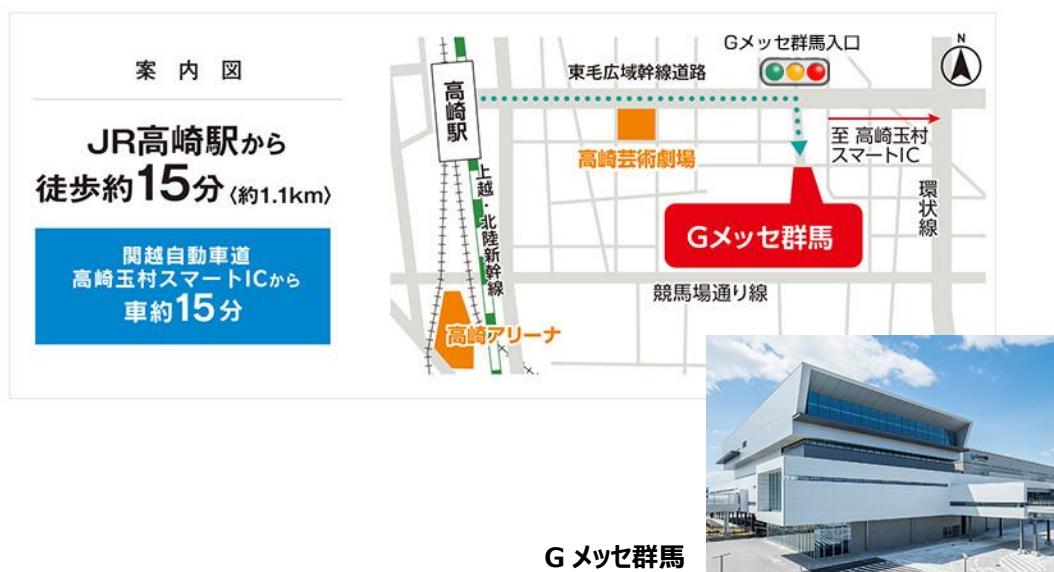 案内図
JR高崎駅から
徒歩約15分〈約1.1km〉
関越自動車道
高崎玉村スマートICから
車約15分
Gメッセ群馬入口
N
東毛広域幹線道路
高崎駅
高崎芸術劇場
至 高崎玉村
スマートIC
上越・北陸新幹線
環状線
Gメッセ群馬
競馬場通り線
高崎アリーナ
G メッセ群馬